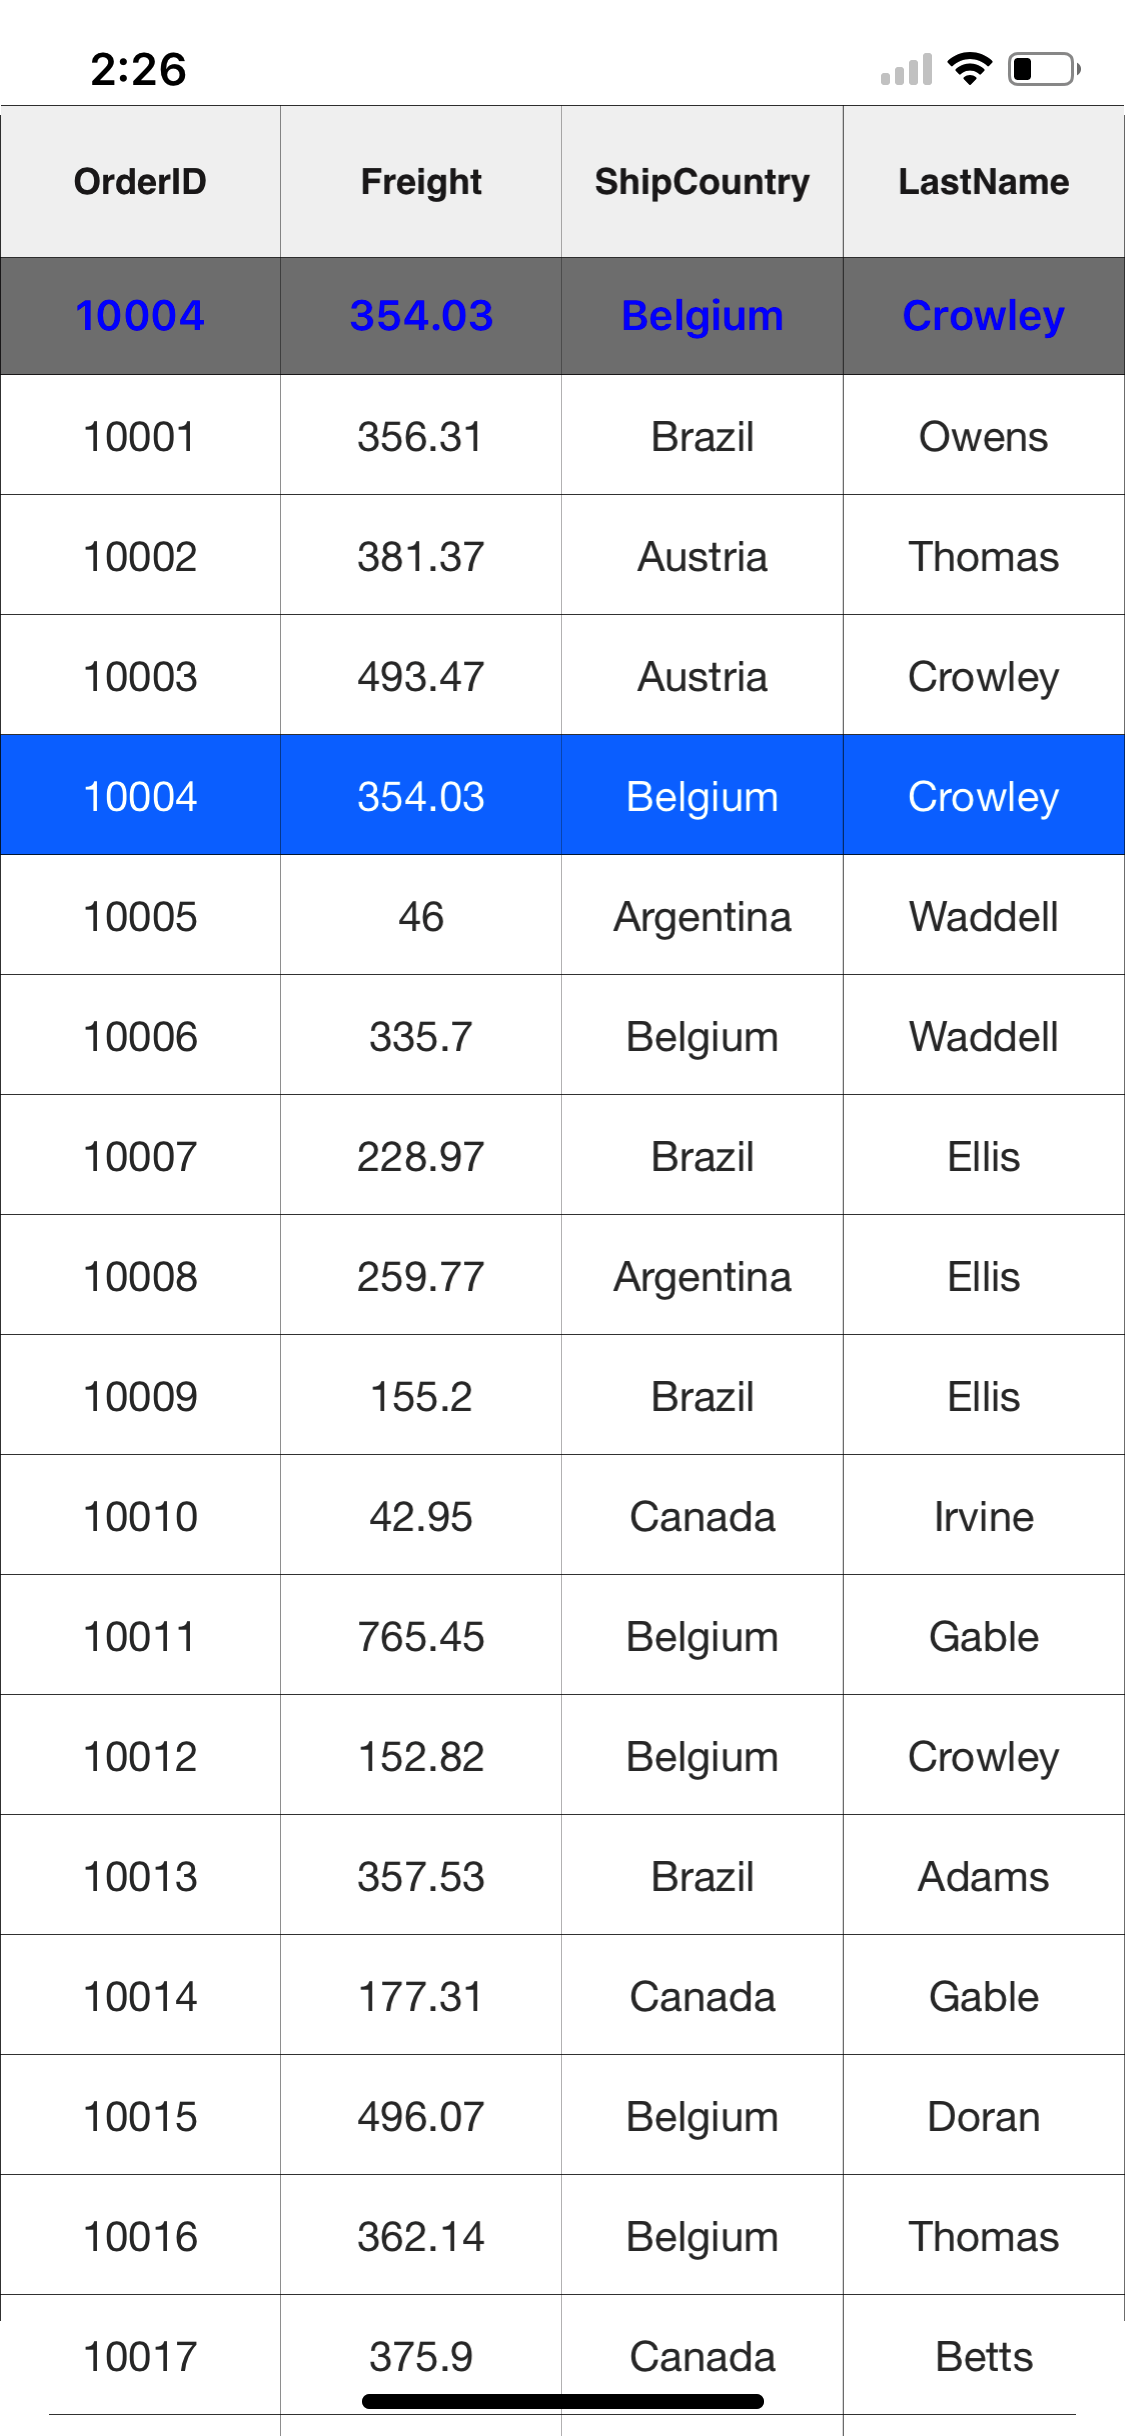 2:26
OrderID Freight ShipCountry LastName
10004 354.03 Belgium Crowley
10001 356.31 Brazil Owens
10002 381.37 Austria Thomas
10003 493.47 Austria Crowley
10004 354.03 Belgium Crowley
10005 46 Argentina Waddell
10006 335.7 Belgium Waddell
10007 228.97 Brazil Ellis
10008 259.77 Argentina Ellis
10009 155.2 Brazil Ellis
10010 42.95 Canada Irvine
10011 765.45 Belgium Gable
10012 152.82 Belgium Crowley
10013 357.53 Brazil Adams
10014 177.31 Canada Gable
10015 496.07 Belgium Doran
10016 362.14 Belgium Thomas
10017 375.9 Canada Betts